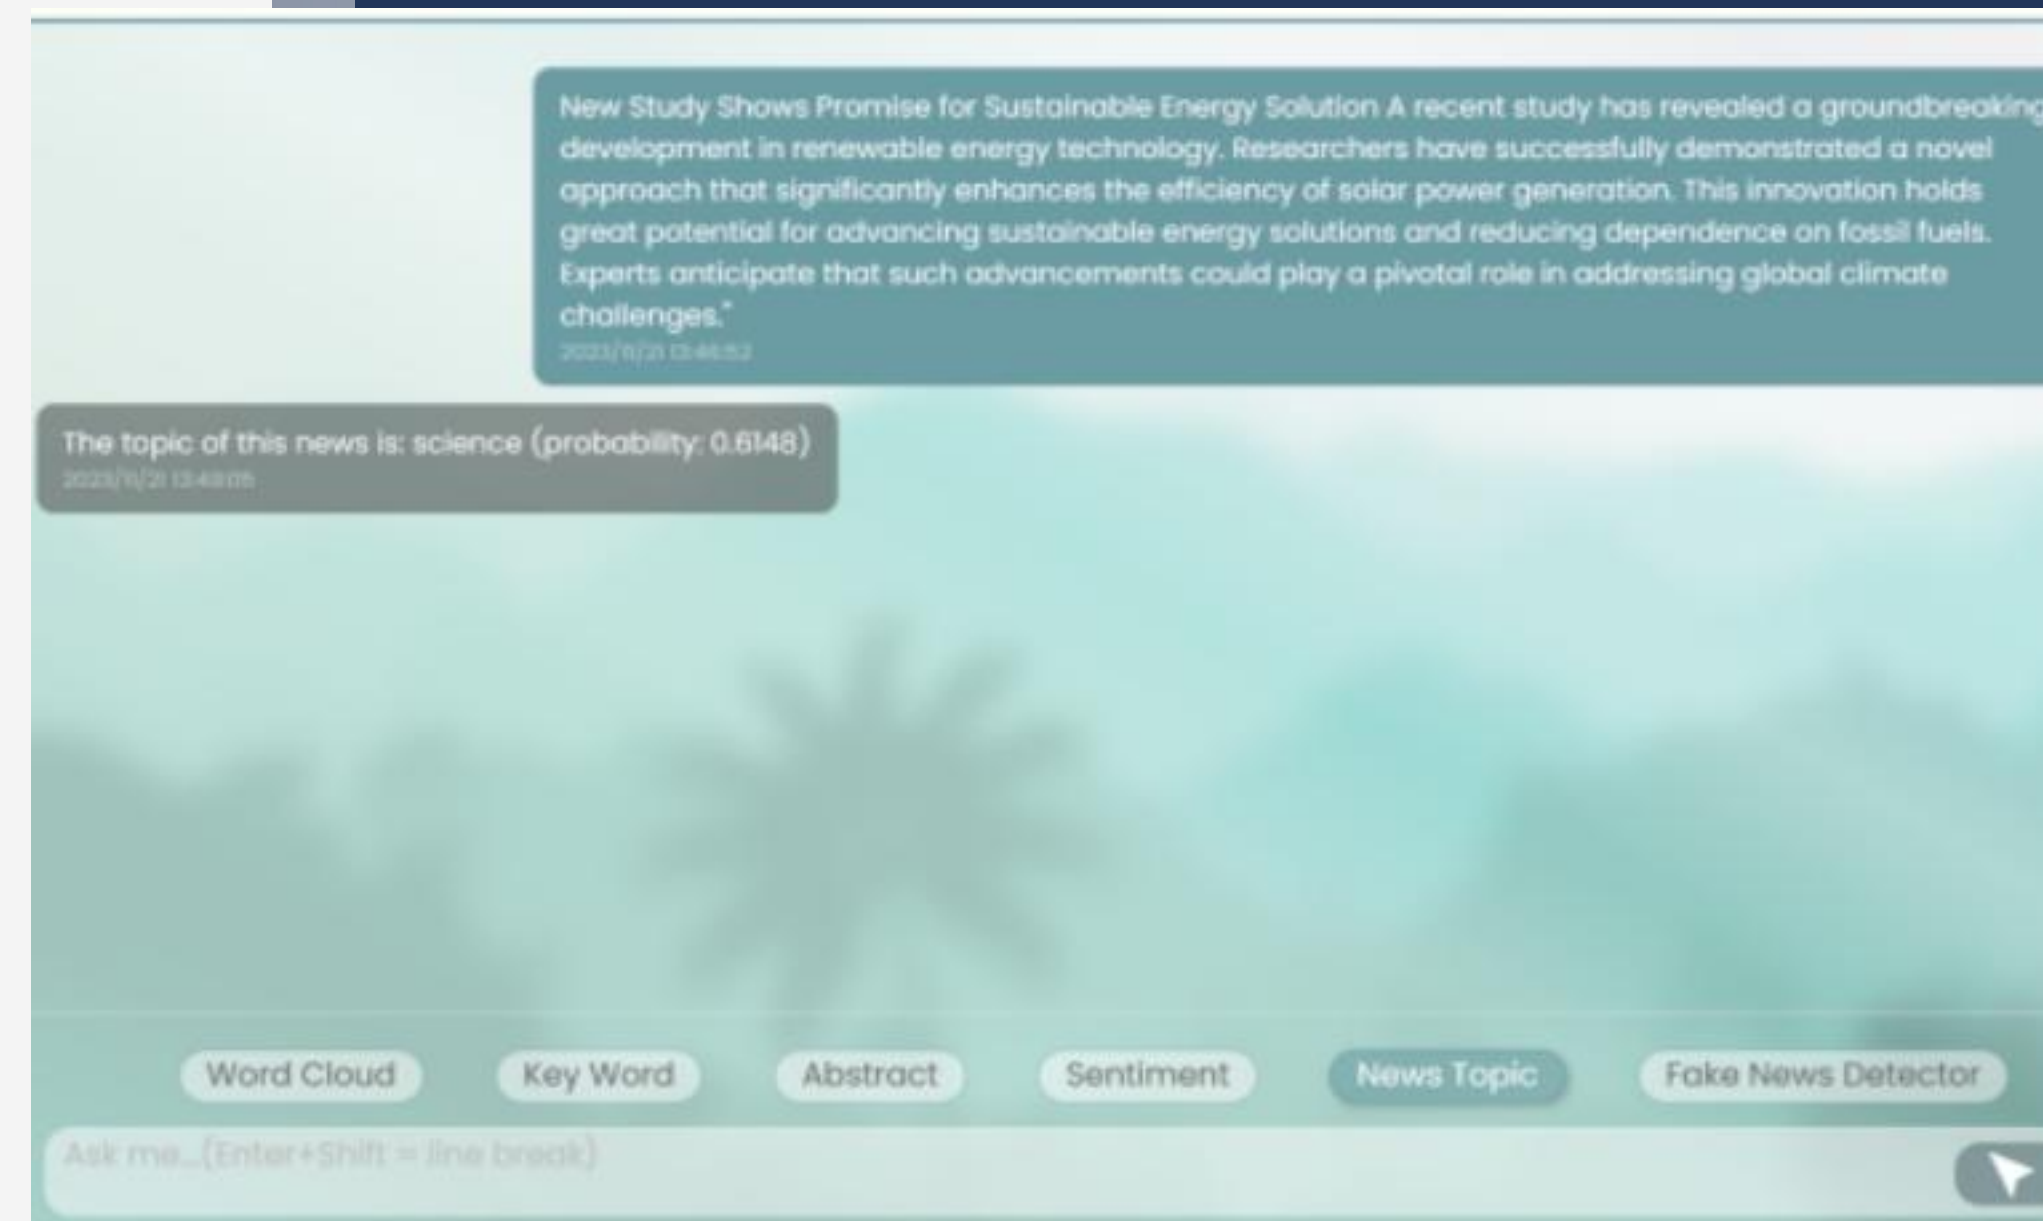 New Study Shows Promise for Sustainable Energy Solution A recent study has revealed a groundbreaking
development in renewable energy technology. Researchers have successfully demonstrated a novel
approach that significantly enhances the efficiency of solar power generation. This innovation holds
great potential for advancing sustainable energy solutions and reducing dependence on fossil fuels.
Experts anticipate that such advancements could play a pivotal role in addressing global climate
challenges."
The topic of this news is: science (probability: 0.6148)
Word Cloud
Key Word
Abstract
Sentiment
News Topic
Fake News Detector
Ask me...(Enter+Shift = line break)